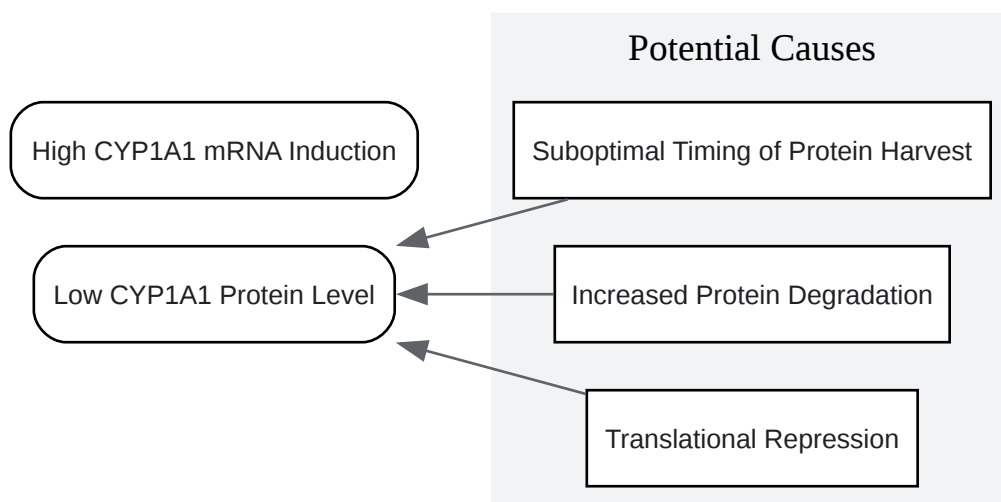 Potential Causes
High CYP1A1 mRNA Induction
Suboptimal Timing of Protein Harvest
Low CYP1A1 Protein Level
Increased Protein Degradation
Translational Repression